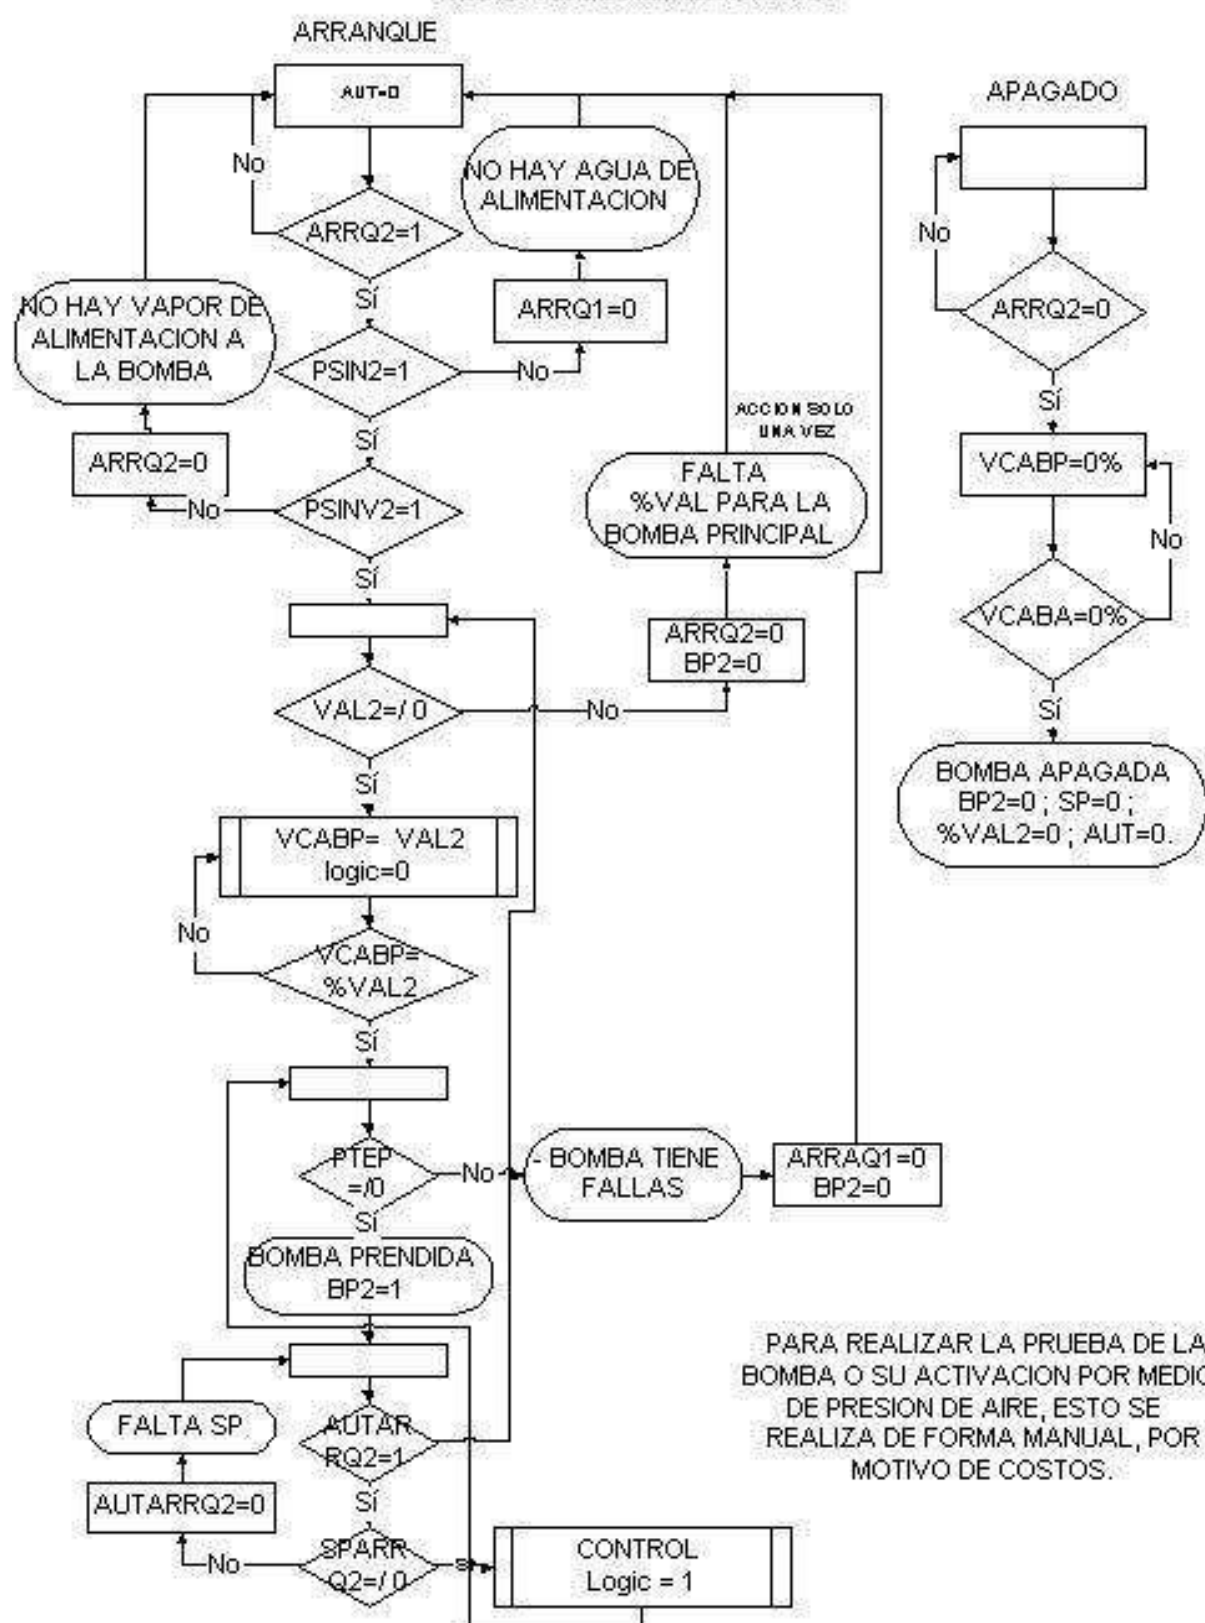 ARRANQUE
AUT=0
No
ARRQ2=1
Sí
NO HAY AGUA DE
ALIMENTACION
ARRQ1=0
NO HAY VAPOR DE
ALIMENTACION A
LA BOMBA
PSIN2=1
No
Sí
ARRQ2=0
No
PSINV2=1
Sí
ACCION SOLO
UNA VEZ
FALTA
%VAL PARA LA
BOMBA PRINCIPAL
ARRQ2=0
BP2=0
VAL2=/ 0
No
Sí
VCABP= VAL2
logic=0
No
VCABP=
%VAL2
Sí
PTEP
=/0
No
- BOMBA TIENE
FALLAS
ARRAQ1=0
BP2=0
Sí
BOMBA PRENDIDA
BP2=1
FALTA SP
AUTAR
RQ2=1
AUTARRQ2=0
Sí
No
SPARR
Q2=/ 0
CONTROL
Logic = 1
APAGADO
No
ARRQ2=0
Sí
VCABP=0%
No
VCABA=0%
Sí
BOMBA APAGADA
BP2=0 ; SP=0 ;
%VAL2=0 ; AUT=0.
PARA REALIZAR LA PRUEBA DE LA
BOMBA O SU ACTIVACION POR MEDIO
DE PRESION DE AIRE, ESTO SE
REALIZA DE FORMA MANUAL, POR
MOTIVO DE COSTOS.